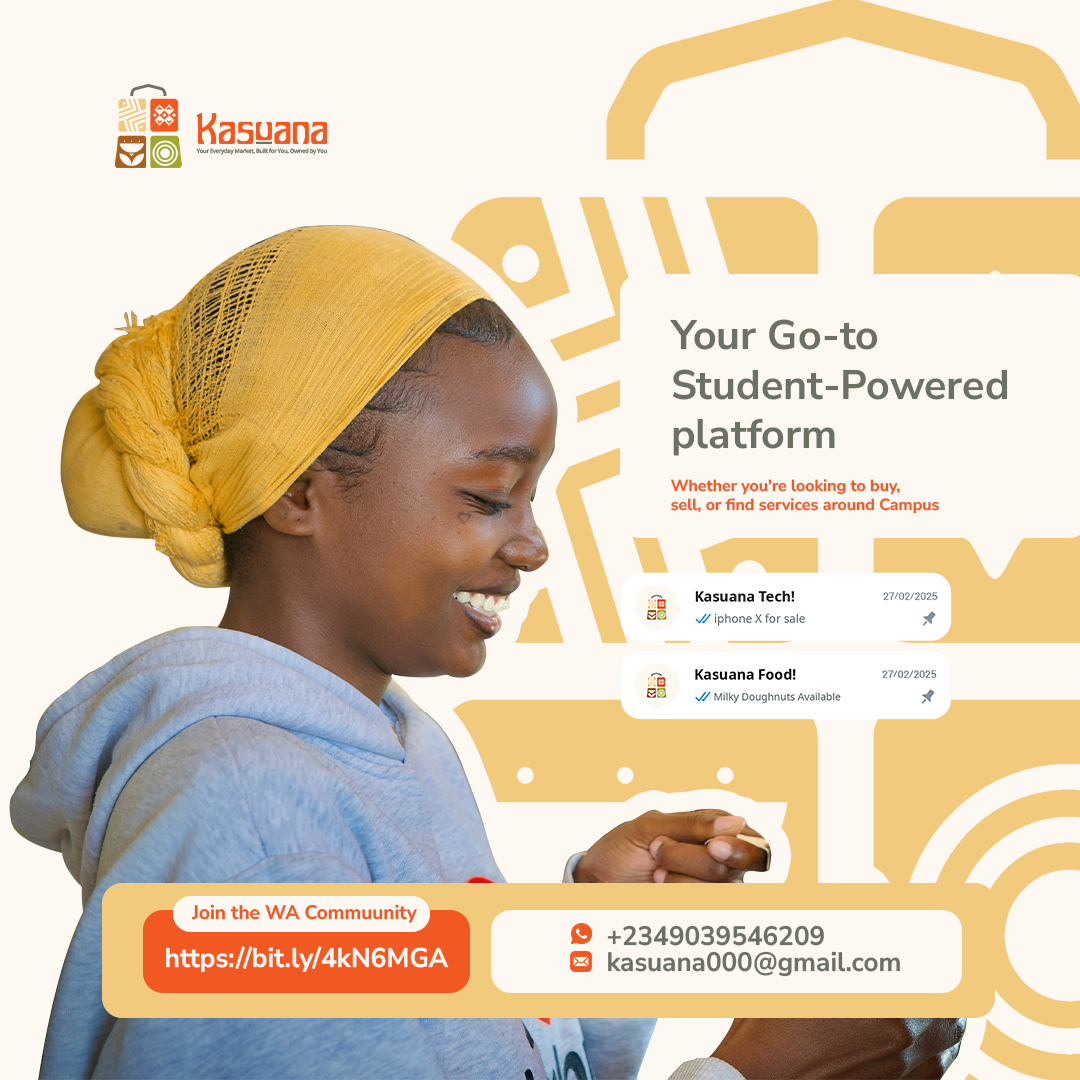 Kasuana
Your Everyday Market, Built for You, Owned by You
Your Go-to
Student-Powered
platform
Whether you're looking to buy,
sell, or find services around Campus
Kasuana Tech!
27/02/2025
iphone X for sale
Kasuana Food!
27/02/2025
Milky Doughnuts Available
Join the WA Commuunity
https://bit.ly/4kN6MGA
+2349039546209
kasuana000@gmail.com